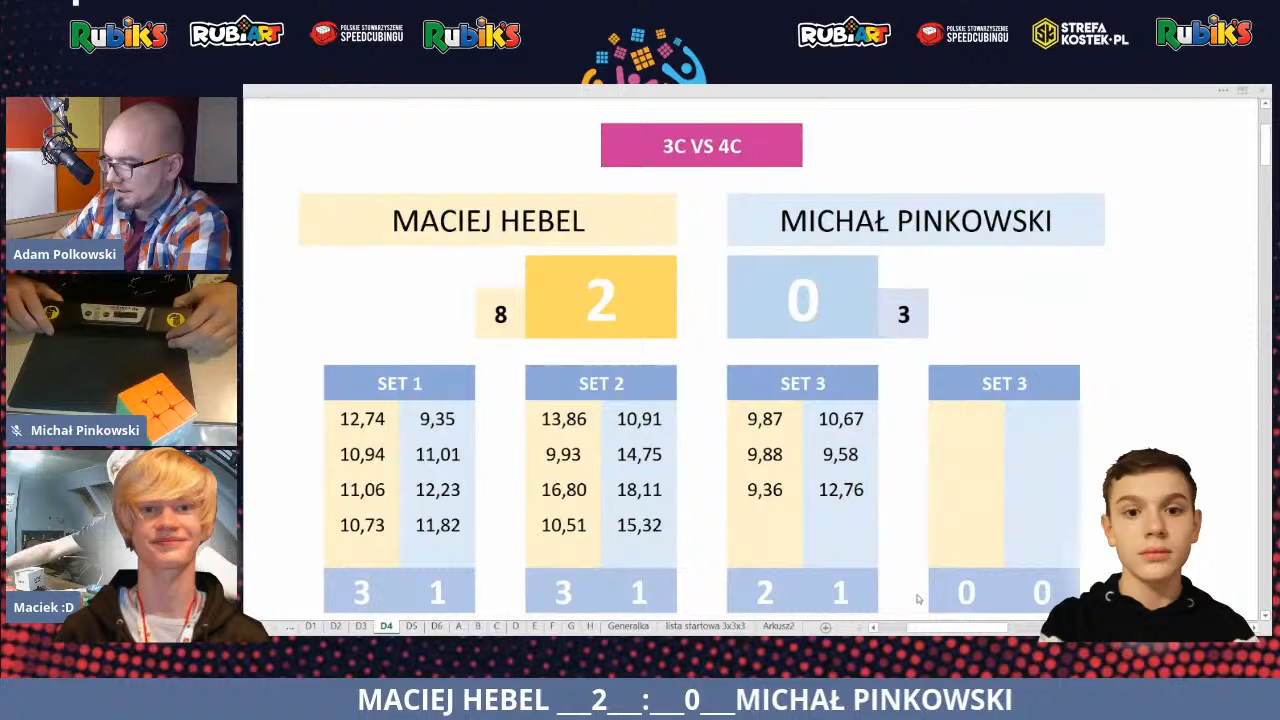 Rubik's RUBiART POLSKIE STOWARZYSZENIE SPEEDCUBINGU Rubik's RUBiART POLSKIE STOWARZYSZENIE SPEEDCUBINGU STREFA KOSTEK.PL Rubik's
3C VS 4C
MACIEJ HEBEL MICHAŁ PINKOWSKI
8 2 0 3
SET 1 SET 2 SET 3 SET 3
12,74 9,35 13,86 10,91 9,87 10,67
10,94 11,01 9,93 14,75 9,88 9,58
11,06 12,23 16,80 18,11 9,36 12,76
10,73 11,82 10,51 15,32
3 1 3 1 2 1 0 0
Adam Polkowski
Michał Pinkowski
Maciek :D
... D1 D2 D3 D4 D5 D6 A B C D E F G H Generalka lista startowa 3x3x3 Arkusz2
MACIEJ HEBEL __2__:__0__MICHAŁ PINKOWSKI